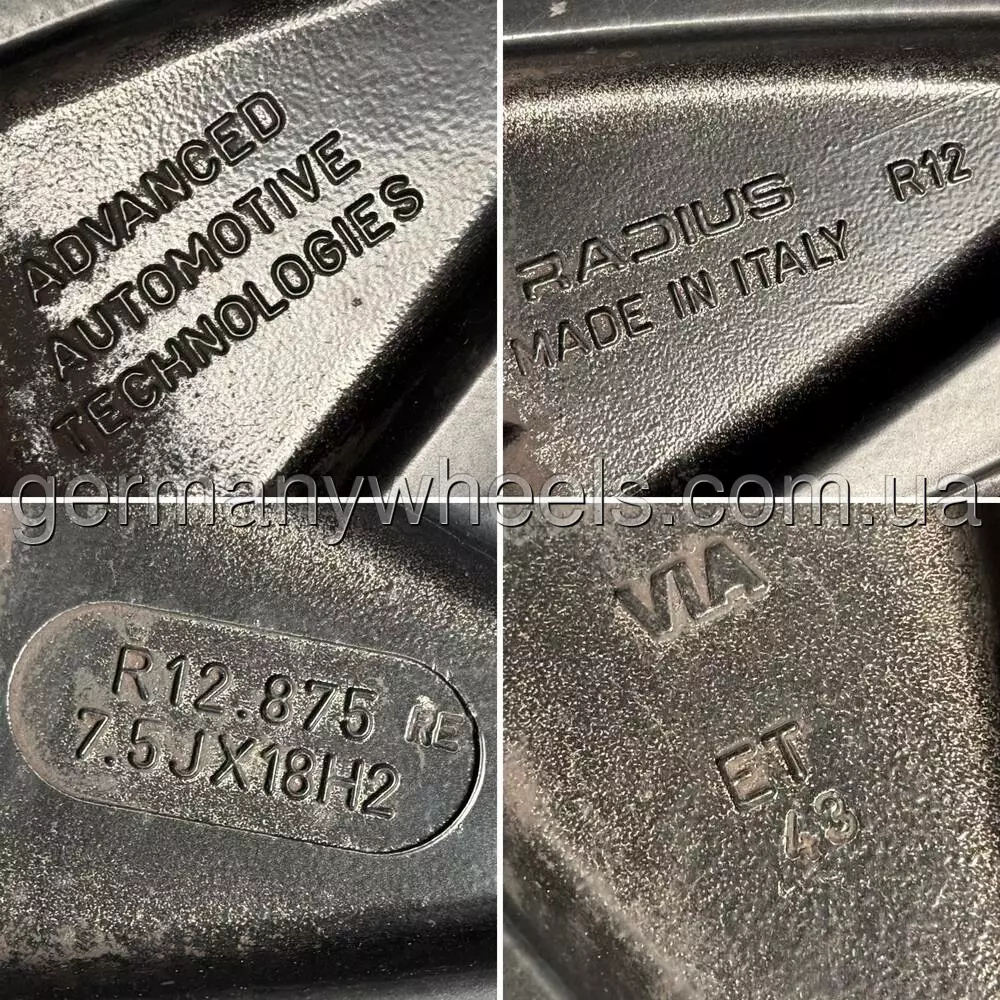 ADVANCED
AUTOMOTIVE
TECHNOLOGIES
RADIUS R12
MADE IN ITALY
germanywheels.com.ua
R12.875
7.5JX18H2 RE
VIA
ET
43